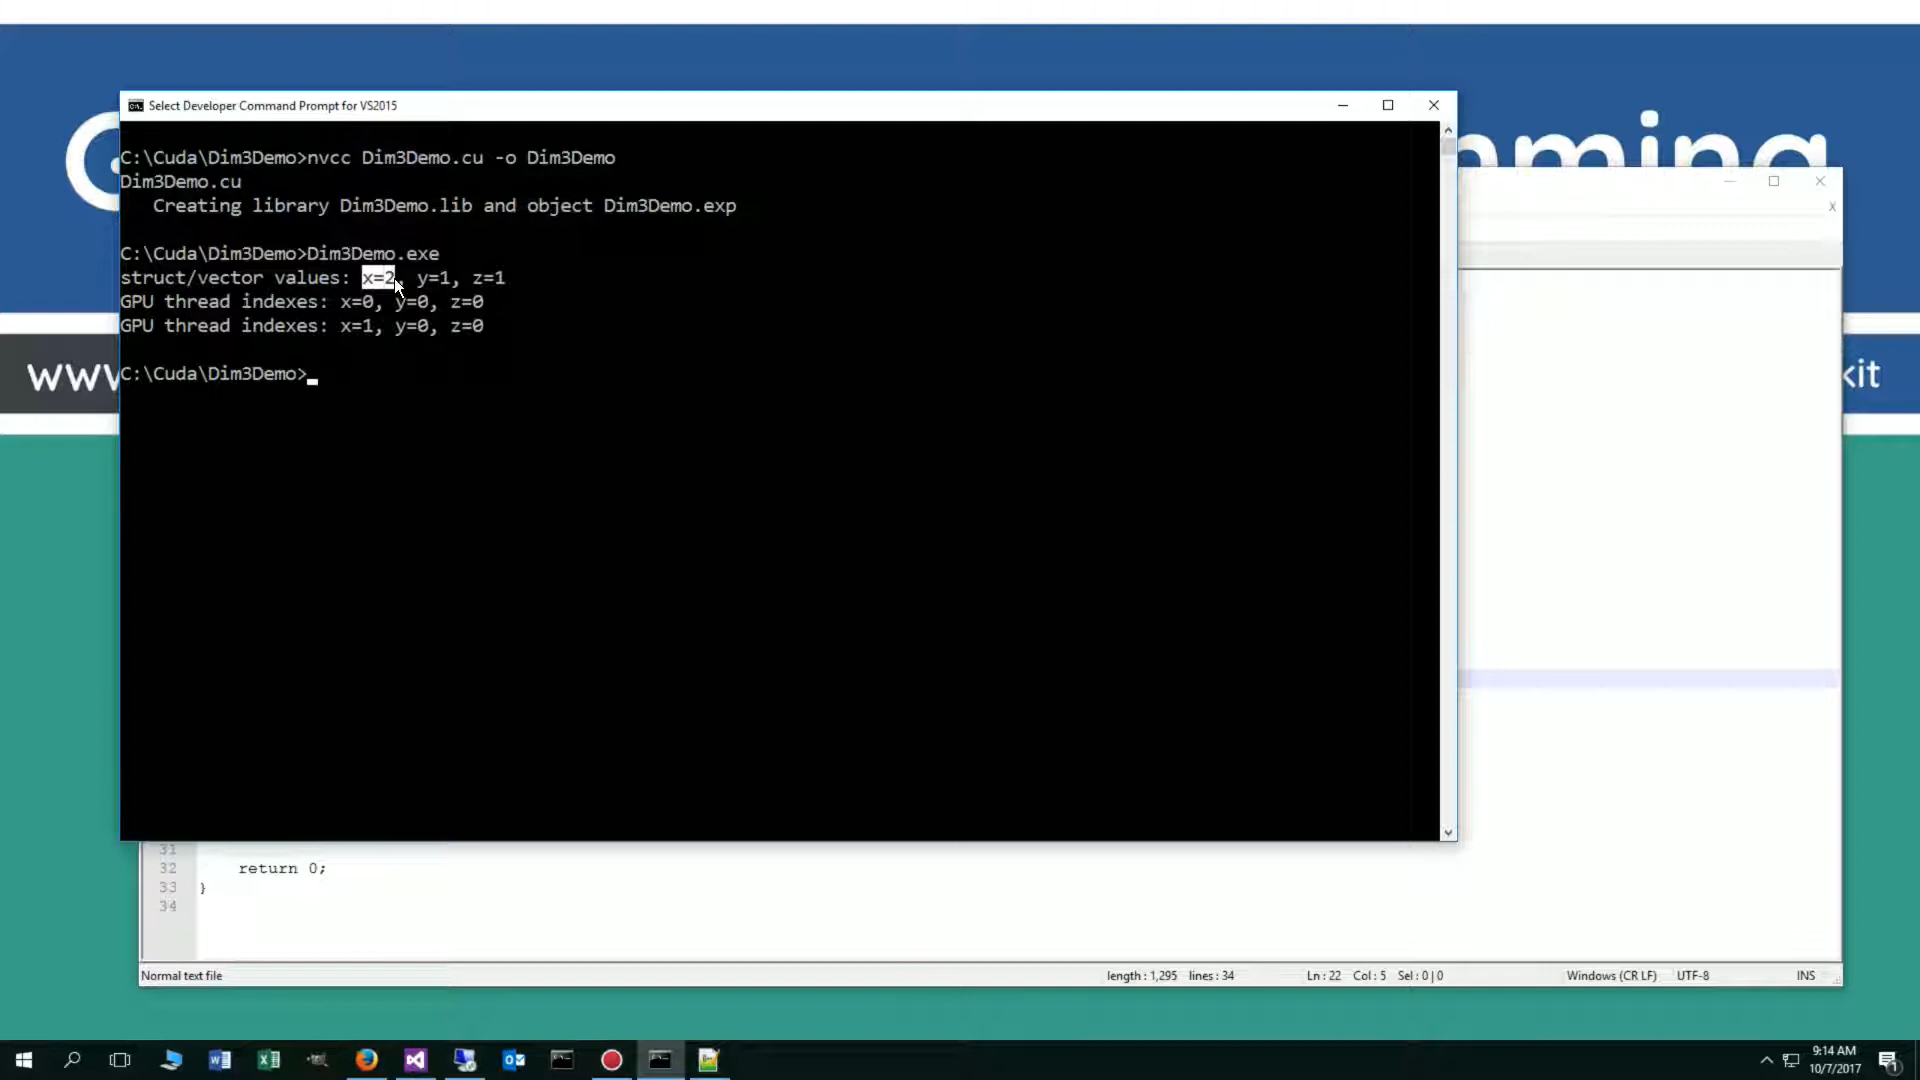 mming
Select Developer Command Prompt for VS2015
C:\Cuda\Dim3Demo>nvcc Dim3Demo.cu -o Dim3Demo
Dim3Demo.cu
Creating library Dim3Demo.lib and object Dim3Demo.exp
C:\Cuda\Dim3Demo>Dim3Demo.exe
struct/vector values: x=2, y=1, z=1
GPU thread indexes: x=0, y=0, z=0
GPU thread indexes: x=1, y=0, z=0
www
kit
C:\Cuda\Dim3Demo>
31
32 return 0;
33 }
34
Normal text file length : 1,295 lines : 34 Ln : 22 Col : 5 Sel : 0 | 0 Windows (CR LF) UTF-8 INS
9:14 AM
10/7/2017